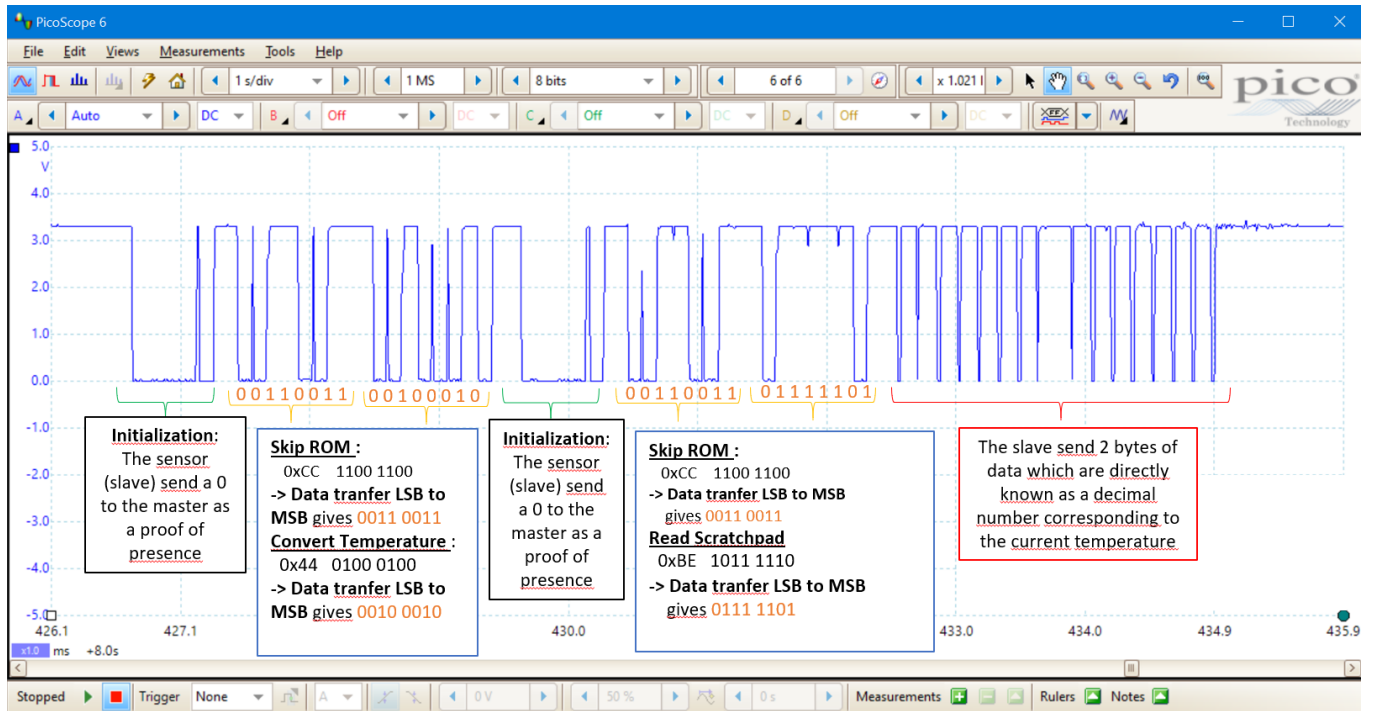 PicoScope 6
File Edit Views Measurements Tools Help
1 s/div 1 MS 8 bits 6 of 6 x 1.021
A Auto DC B Off DC C Off DC D Off DC
pico
Technology
5.0
V
4.0
3.0
2.0
1.0
0.0
-1.0
-2.0
-3.0
-4.0
-5.0
0 0 1 1 0 0 1 1
0 0 1 0 0 0 1 0
0 0 1 1 0 0 1 1
0 1 1 1 1 1 0 1
Initialization:
The sensor
(slave) send a 0
to the master as
a proof of
presence
Skip ROM :
0xCC 1100 1100
-> Data tranfer LSB to
MSB gives 0011 0011
Convert Temperature :
0x44 0100 0100
-> Data tranfer LSB to
MSB gives 0010 0010
Initialization:
The sensor
(slave) send
a 0 to the
master as a
proof of
presence
Skip ROM :
0xCC 1100 1100
-> Data tranfer LSB to MSB
gives 0011 0011
Read Scratchpad
0xBE 1011 1110
-> Data tranfer LSB to MSB
gives 0111 1101
The slave send 2 bytes of
data which are directly
known as a decimal
number corresponding to
the current temperature
426.1 427.1 430.0 433.0 434.0 434.9 435.9
x1.0 ms +8.0s
Stopped Trigger None A 0 V 50 % 0 s Measurements Rulers Notes